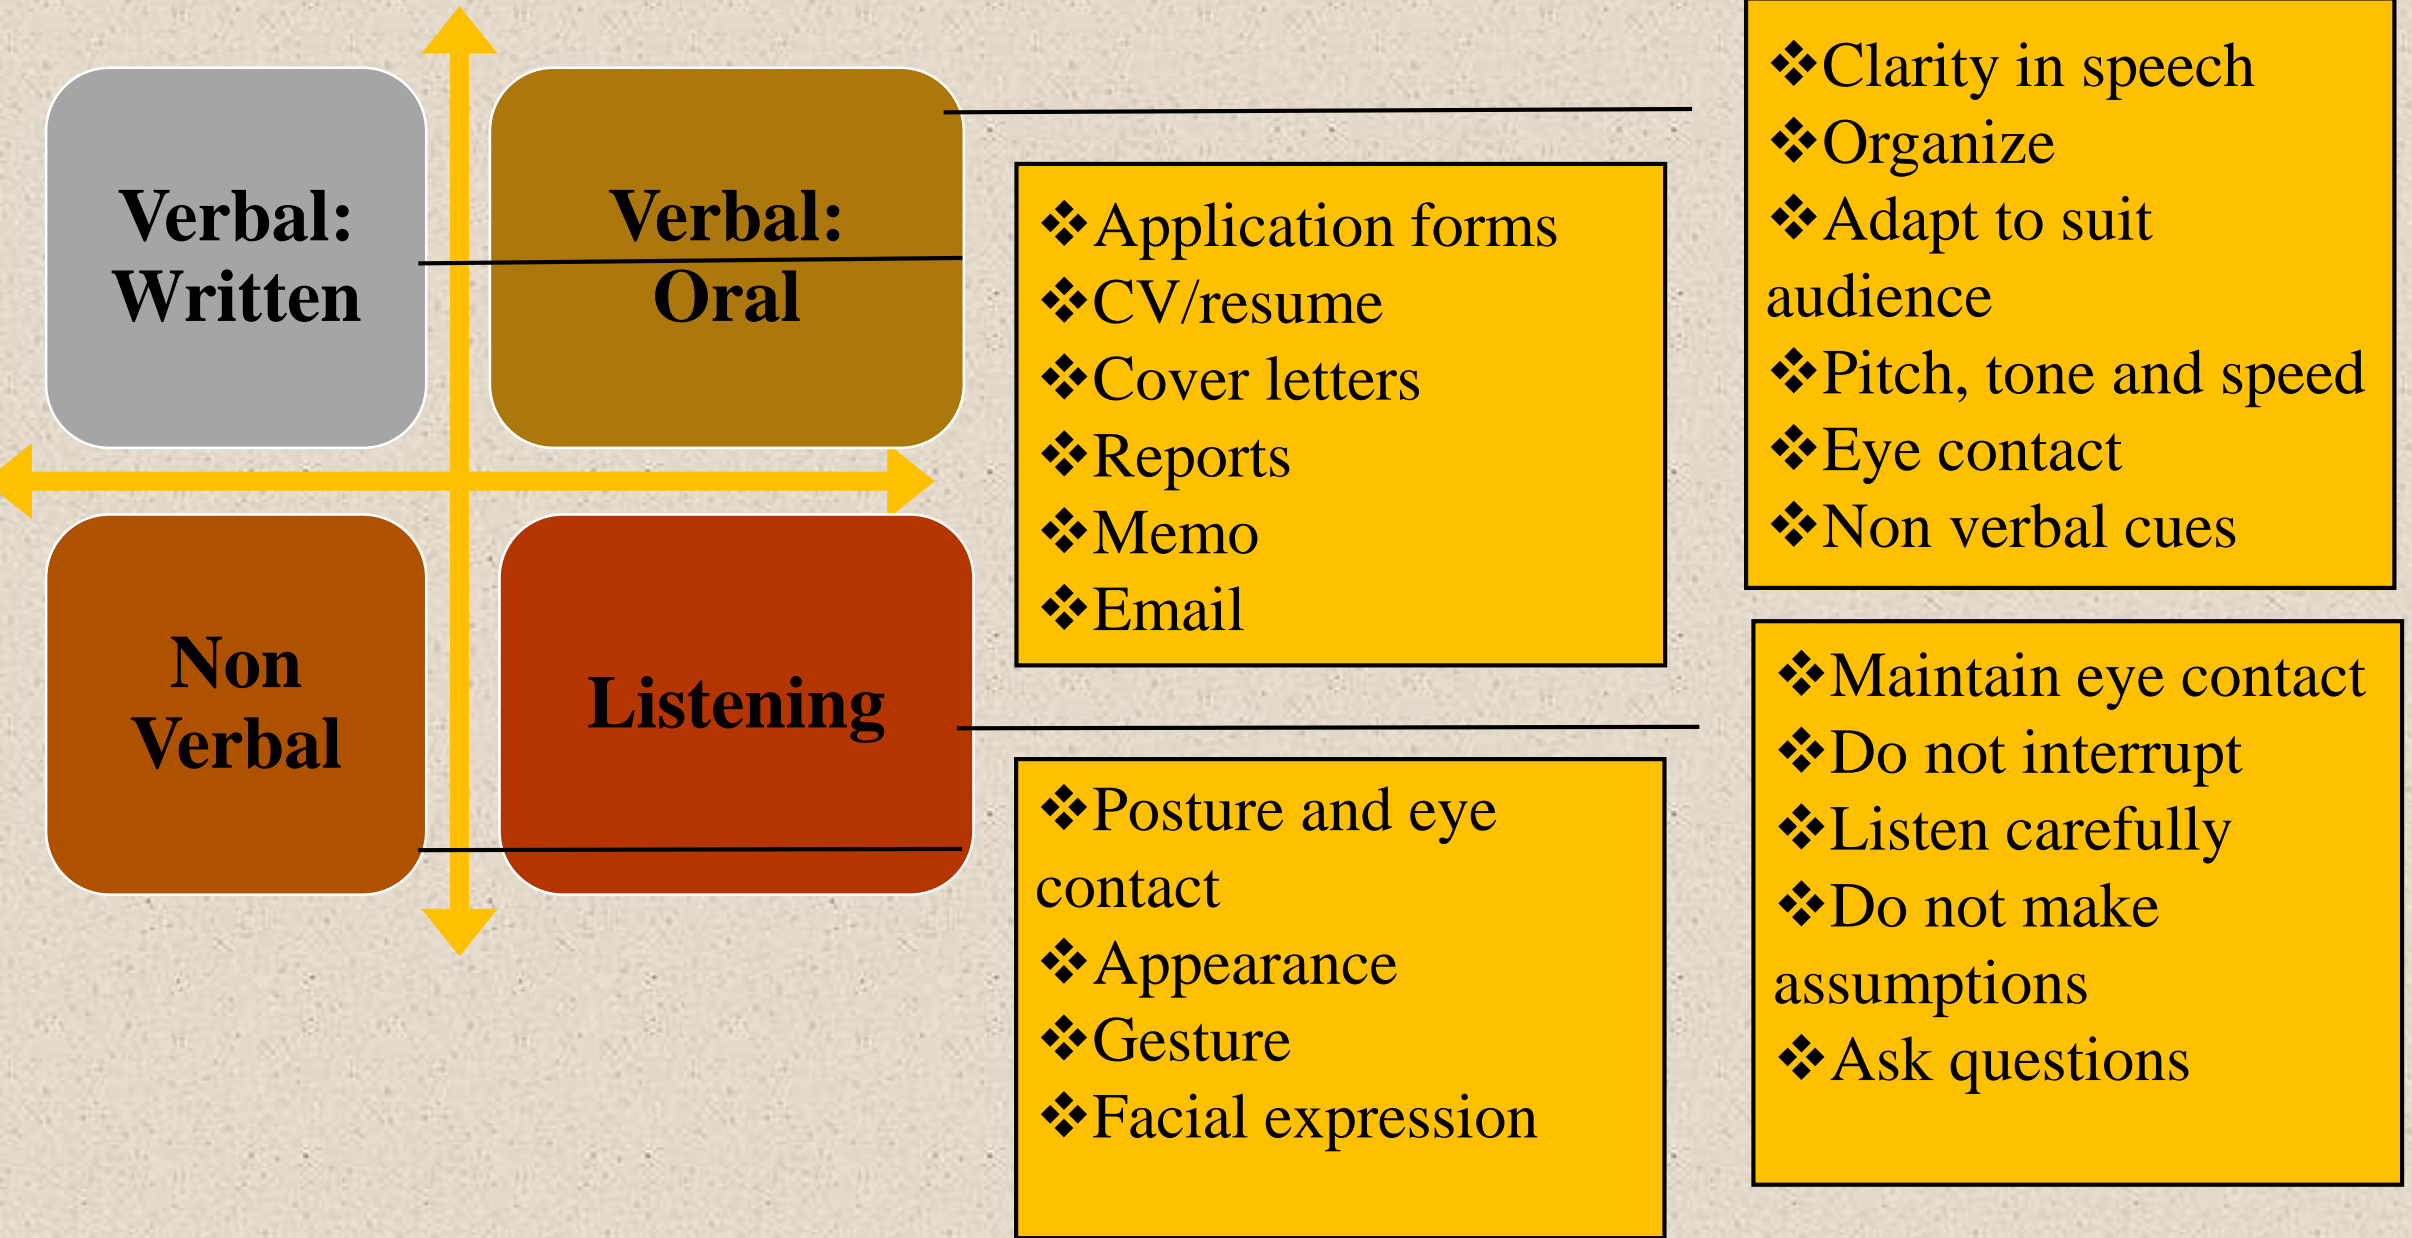 Verbal:
Written
Verbal:
Oral
Non
Verbal
Listening
❖Application forms
❖CV/resume
❖Cover letters
❖Reports
❖Memo
❖Email
❖Posture and eye
contact
❖Appearance
❖Gesture
❖Facial expression
❖Clarity in speech
❖Organize
❖Adapt to suit
audience
❖Pitch, tone and speed
❖Eye contact
❖Non verbal cues
❖Maintain eye contact
❖Do not interrupt
❖Listen carefully
❖Do not make
assumptions
❖Ask questions